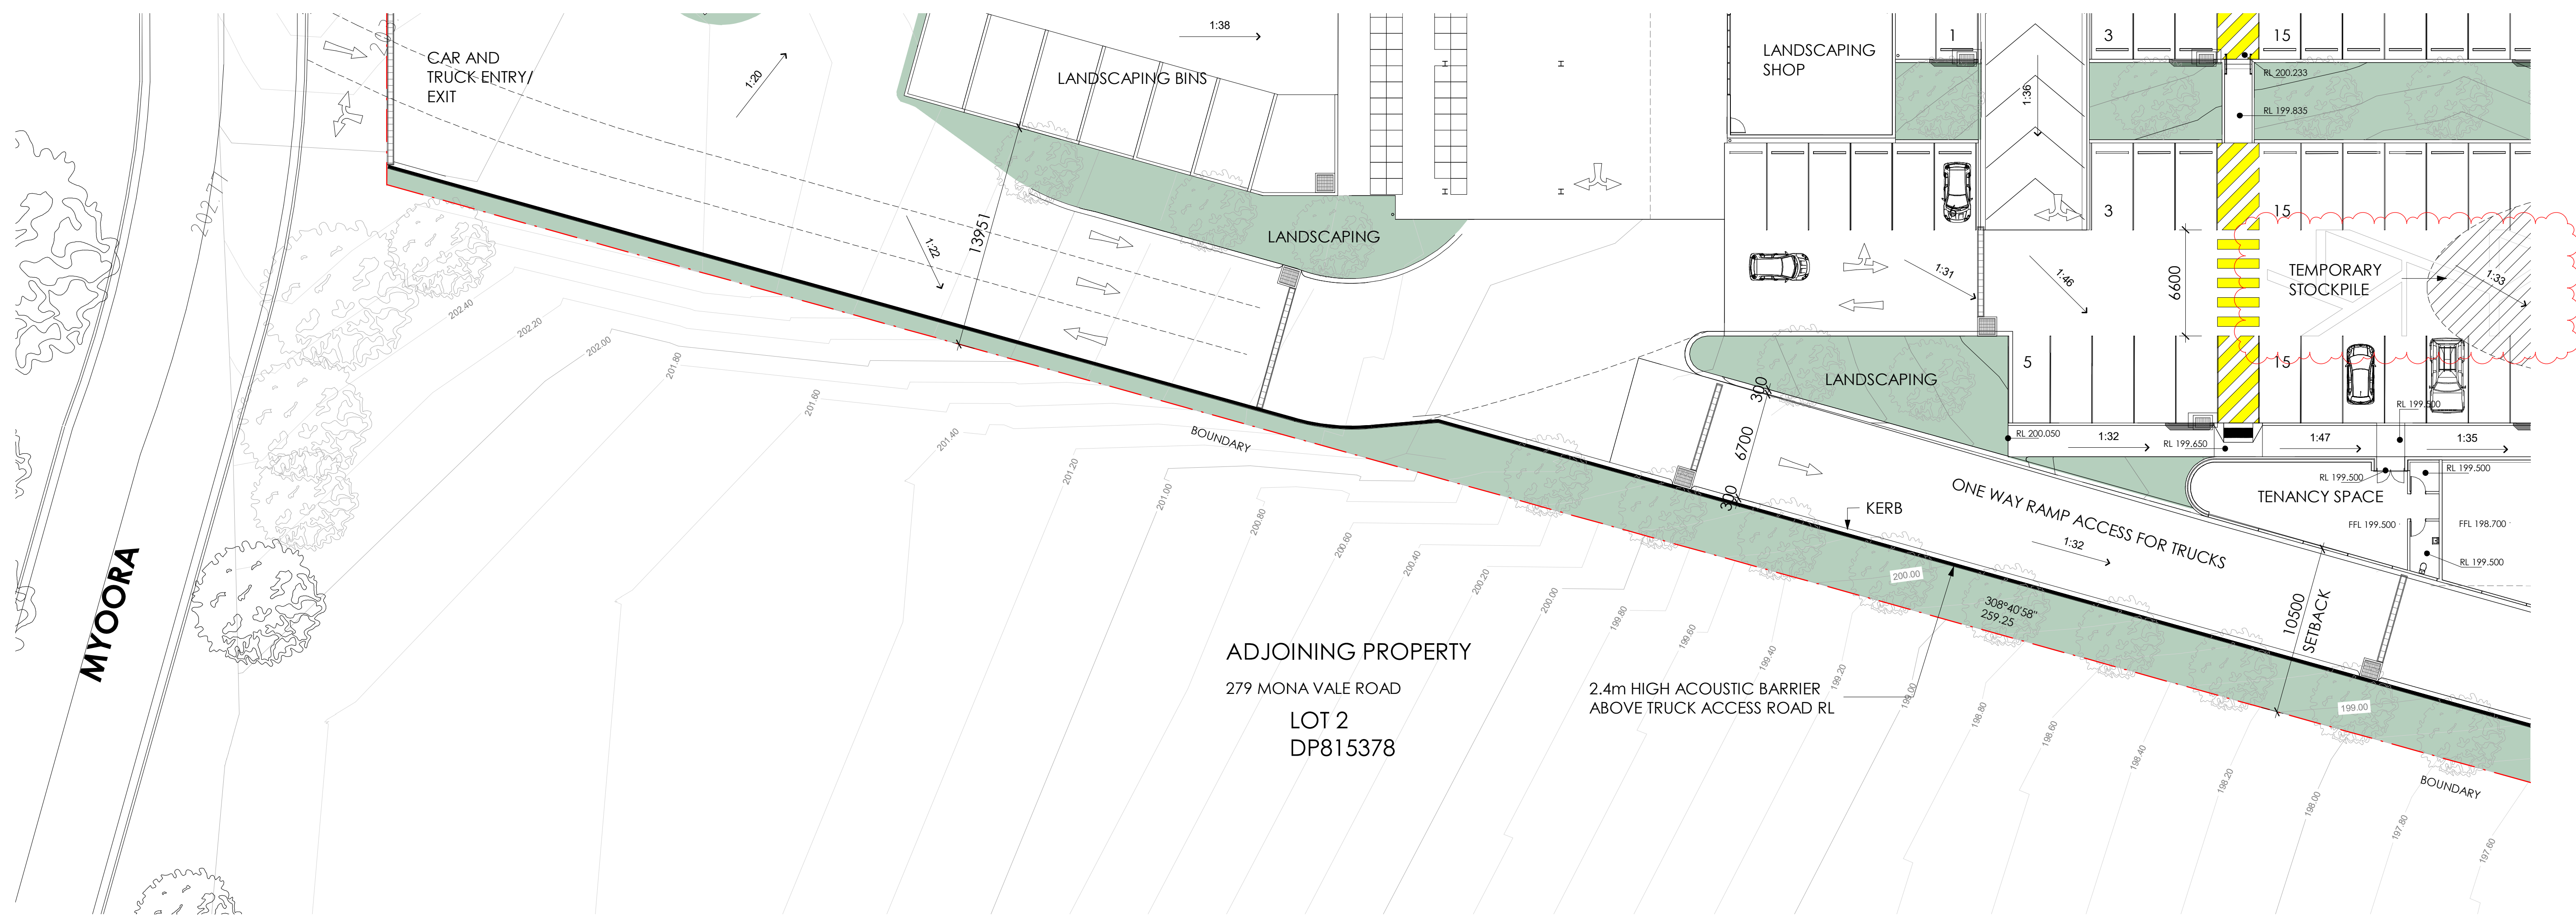 CAR AND
TRUCK ENTRY/
EXIT
1:20
1:38
LANDSCAPING BINS
LANDSCAPING
SHOP
1
1:36
3
15
RL 200.233
RL 199.835
202.77
13951
1:22
LANDSCAPING
H
H
H
H
3
15
1:31
1:46
6600
TEMPORARY
STOCKPILE
1:33
202.40
202.20
202.00
201.80
201.60
201.40
201.20
201.00
200.80
200.60
200.40
200.20
200.00
199.80
199.60
199.40
199.20
199.00
198.80
198.60
198.40
198.20
198.00
197.80
197.60
BOUNDARY
300
6700
300
LANDSCAPING
5
15
RL 199.500
RL 200.050
1:32
RL 199.650
1:47
1:35
RL 199.500
RL 199.500
TENANCY SPACE
FFL 199.500
FFL 198.700
RL 199.500
KERB
ONE WAY RAMP ACCESS FOR TRUCKS
1:32
200.00
308°40'58"
259.25
10500
SETBACK
199.00
MYOORA
ADJOINING PROPERTY
279 MONA VALE ROAD
LOT 2
DP815378
2.4m HIGH ACOUSTIC BARRIER
ABOVE TRUCK ACCESS ROAD RL
BOUNDARY